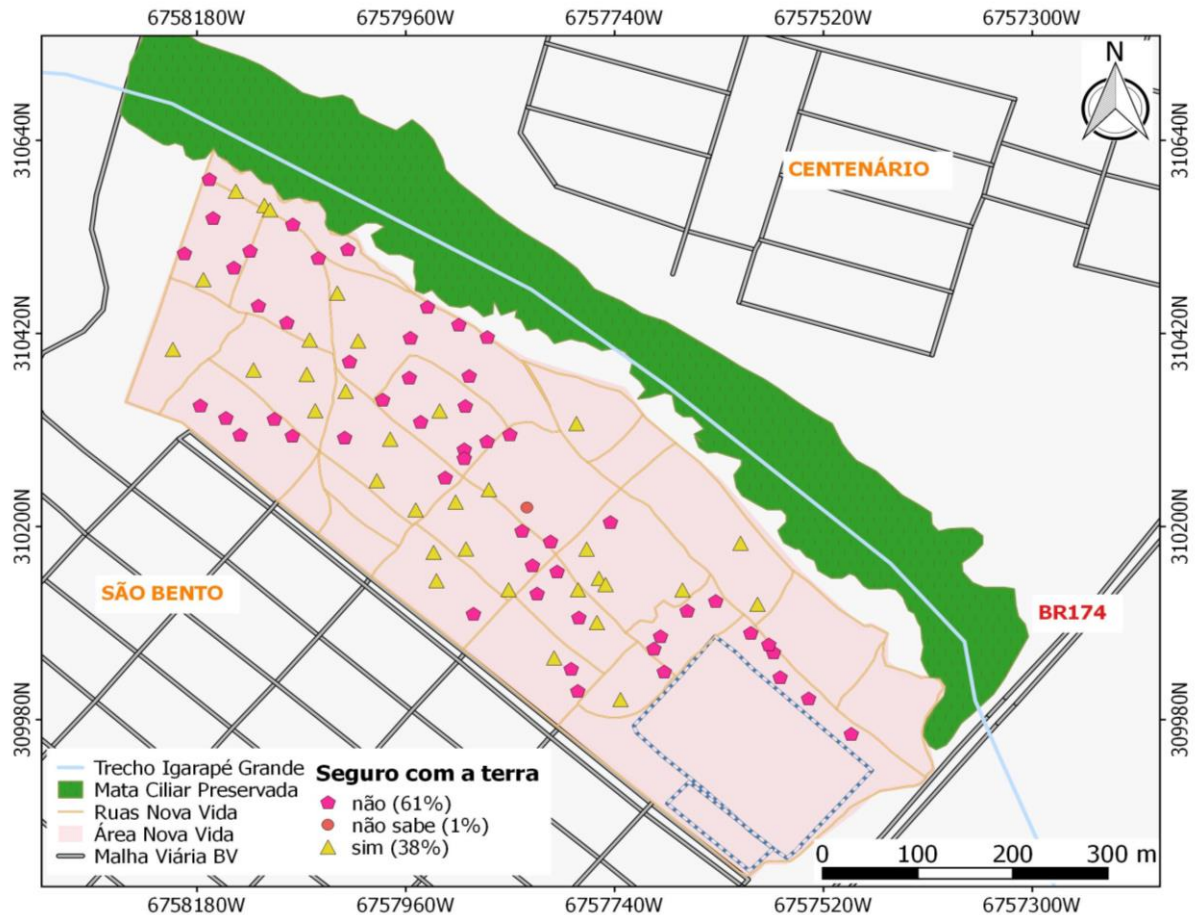 6758180W 6757960W 6757740W 6757520W 6757300W
N
310640N 310640N
CENTENÁRIO
310420N 310420N
310200N 310200N
SÃO BENTO
BR174
309980N 309980N
Trecho Igarapé Grande
Mata Ciliar Preservada
Ruas Nova Vida
Área Nova Vida
Malha Viária BV
Seguro com a terra
não (61%)
não sabe (1%)
sim (38%)
0 100 200 300 m
6758180W 6757960W 6757740W 6757520W 6757300W